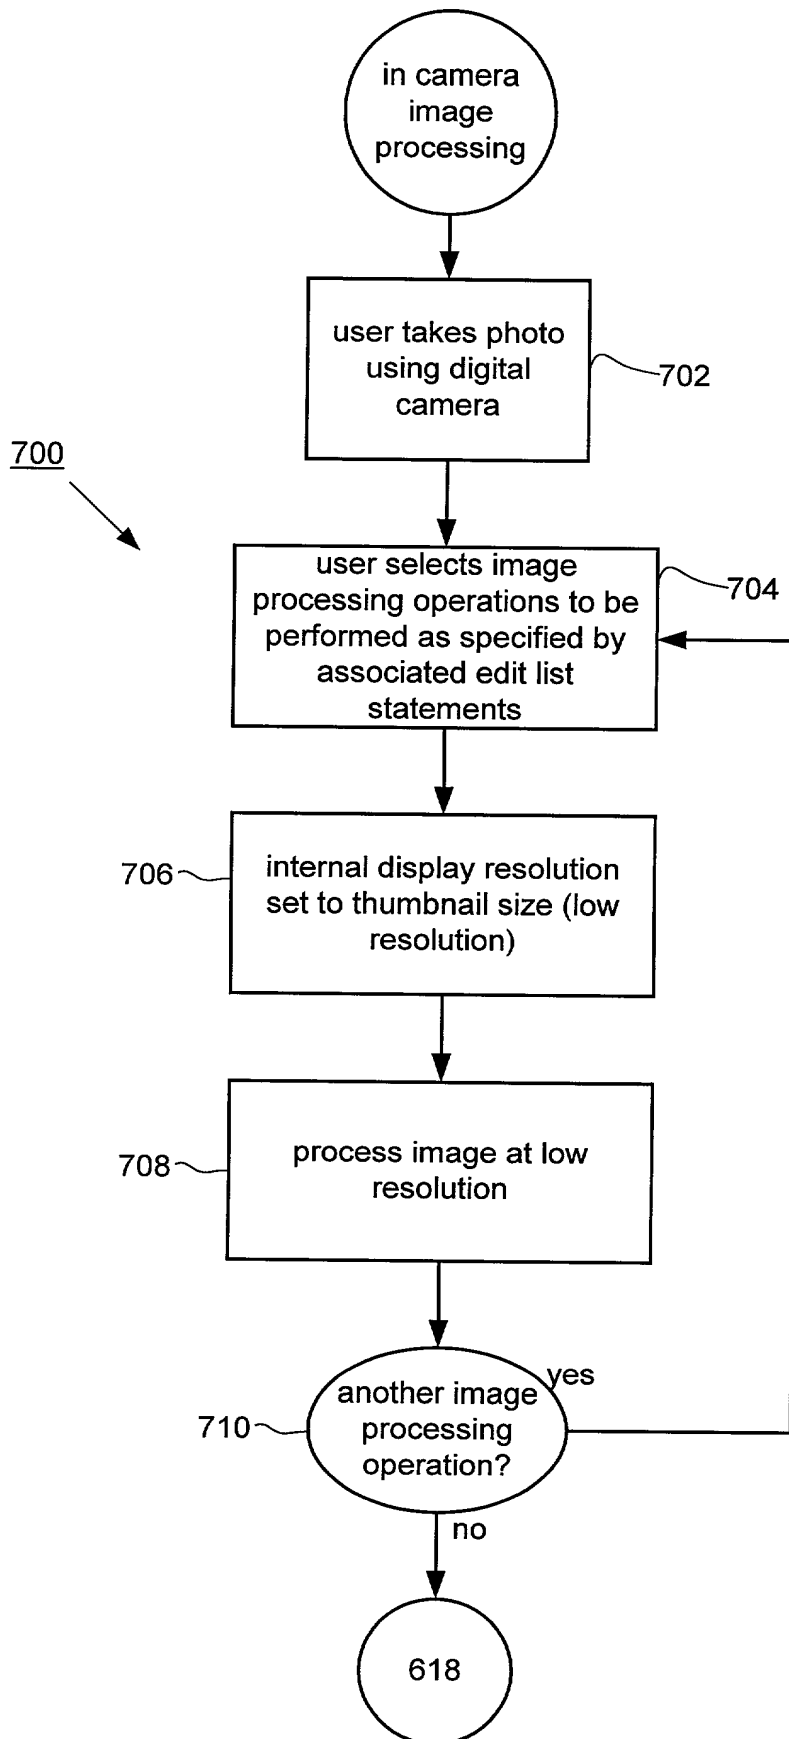 in camera
image
processing
user takes photo
using digital
camera
702
700
user selects image
processing operations to be
performed as specified by
associated edit list
statements
704
706
internal display resolution
set to thumbnail size (low
resolution)
708
process image at low
resolution
yes
710
another image
processing
operation?
no
618